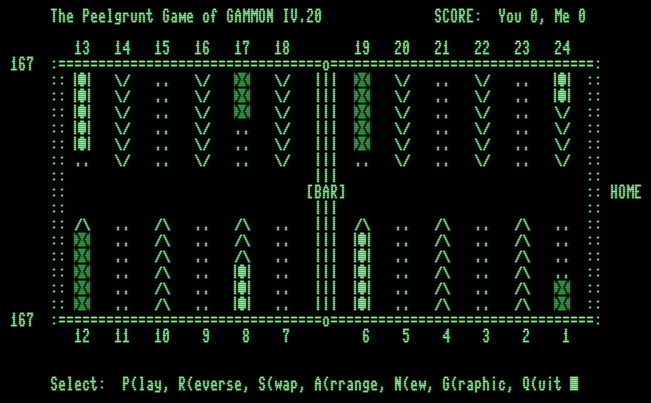 The Peelgrunt Game of GAMMON IV.20 SCORE: You 0, Me 0
13 14 15 16 17 18 19 20 21 22 23 24
167
[BAR] HOME
167
12 11 10 9 8 7 6 5 4 3 2 1
Select: P(lay, R(everse, S(wap, A(rrange, N(ew, G(raphic, Q(uit